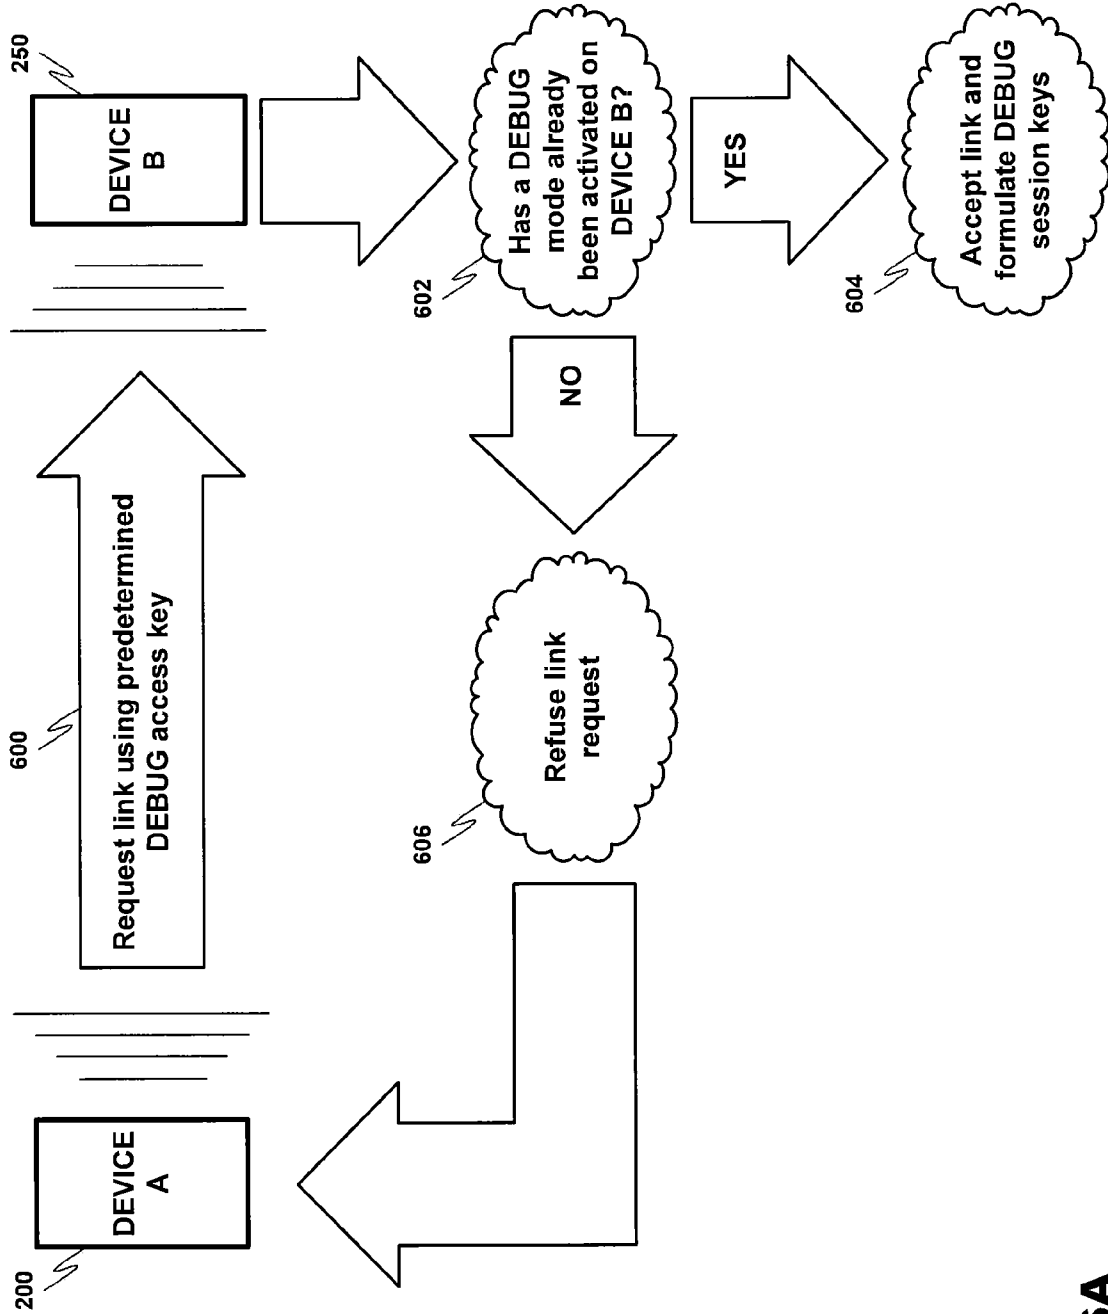 200
DEVICE
A
600
Request link using predetermined
DEBUG access key
250
DEVICE
B
602
Has a DEBUG
mode already
been activated on
DEVICE B?
NO
606
Refuse link
request
YES
604
Accept link and
formulate DEBUG
session keys